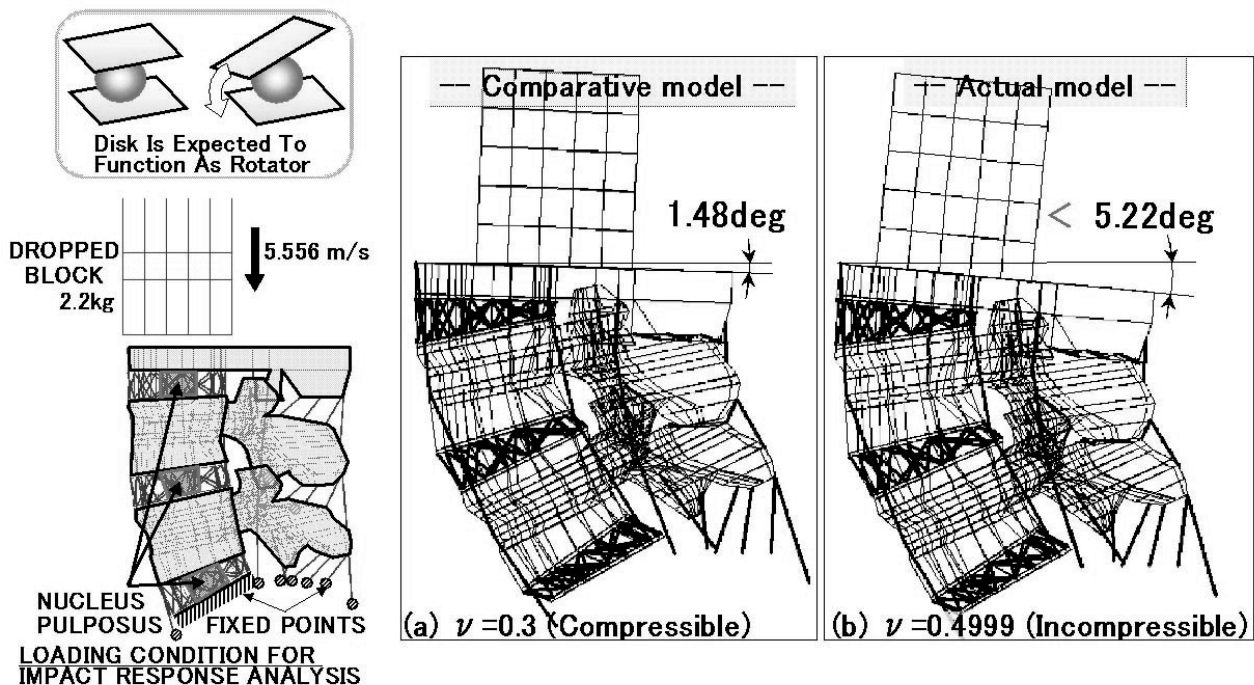 Disk Is Expected To
Function As Rotator
DROPPED
BLOCK
2.2kg
5.556 m/s
NUCLEUS
PULPOSUS
FIXED POINTS
LOADING CONDITION FOR
IMPACT RESPONSE ANALYSIS
-- Comparative model --
1.48deg
(a) ν=0.3 (Compressible)
-- Actual model --
< 5.22deg
(b) ν=0.4999 (Incompressible)